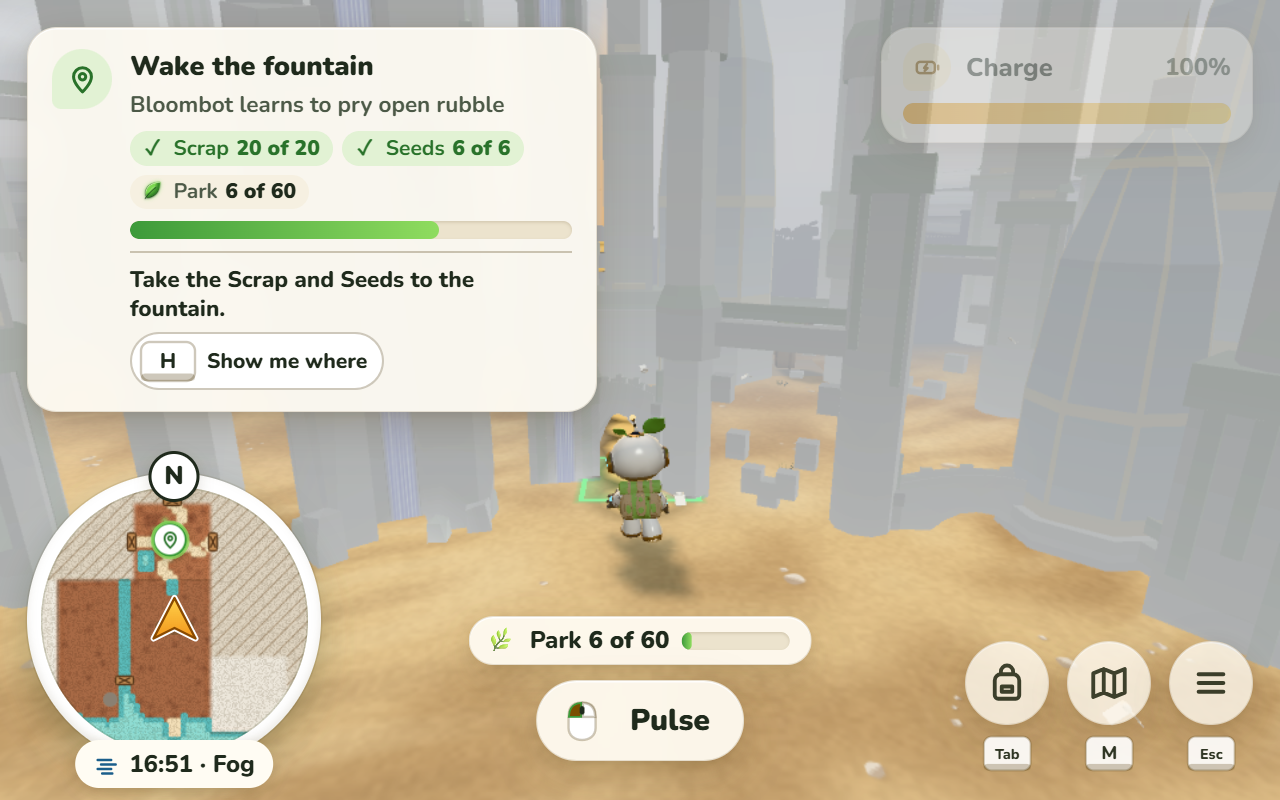 Wake the fountain
Bloombot learns to pry open rubble
Scrap 20 of 20
Seeds 6 of 6
Park 6 of 60
Take the Scrap and Seeds to the
fountain.
H Show me where
Charge 100%
N
16:51 · Fog
Park 6 of 60
Pulse
Tab
M
Esc